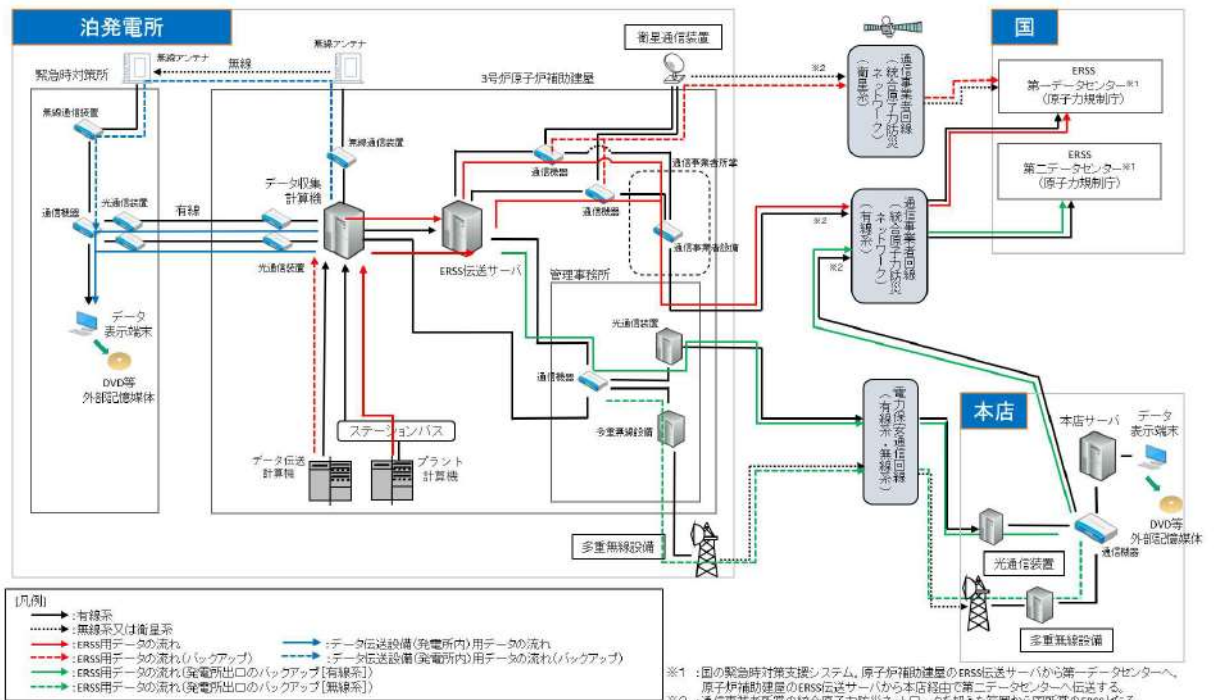 泊発電所
国
衛星通信装置
無線アンテナ
無線
無線アンテナ
緊急時対策所
3号炉原子炉補助建屋
※2
通信事業者回線
(統合原子力防災
ネットワーク)
(衛星系)
ERSS
第一データセンター※1
(原子力規制庁)
無線通信装置
無線通信装置
通信機器
通信事業者所掌
ERSS
第二データセンター※1
(原子力規制庁)
データ収集
計算機
通信機器
光通信装置
有線
通信機器
通信事業者設備
※2
※2
通信事業者回線
(統合原子力防災
ネットワーク)
(有線系)
光通信装置
ERSS伝送サーバ
管理事務所
データ
表示端末
光通信装置
DVD等
外部記憶媒体
通信機器
電力保安通信回線
(有線系・無線系)
本店
本店サーバ
データ
表示端末
ステーションバス
多重無線設備
データ伝送
計算機
プラント
計算機
DVD等
外部記憶媒体
通信機器
多重無線設備
光通信装置
多重無線設備
[凡例]
:有線系
:無線系又は衛星系
:ERSS用データの流れ
:データ伝送設備(発電所内)用データの流れ
:ERSS用データの流れ(バックアップ)
:データ伝送設備(発電所内)用データの流れ(バックアップ)
:ERSS用データの流れ(発電所出口のバックアップ[有線系])
:ERSS用データの流れ(発電所出口のバックアップ[無線系])
※1 :国の緊急時対策支援システム,原子炉補助建屋のERSS伝送サーバから第一データセンターへ,
原子炉補助建屋のERSS伝送サーバから本店経由で第二データセンターへ伝送する。